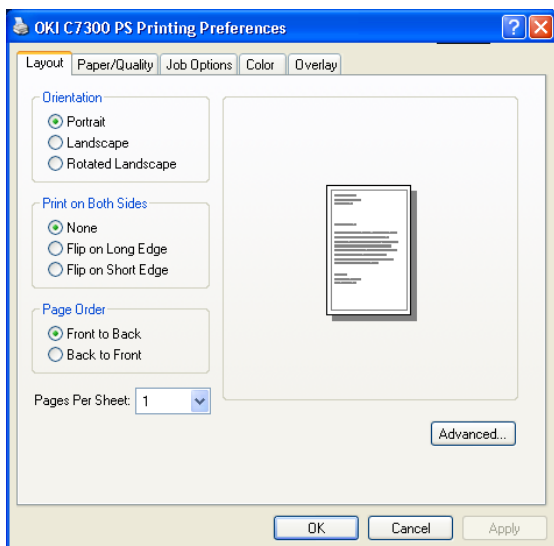 OKI C7300 PS Printing Preferences
Layout Paper/Quality Job Options Color Overlay
Orientation
Portrait
Landscape
Rotated Landscape
Print on Both Sides
None
Flip on Long Edge
Flip on Short Edge
Page Order
Front to Back
Back to Front
Pages Per Sheet: 1
Advanced...
OK Cancel Apply